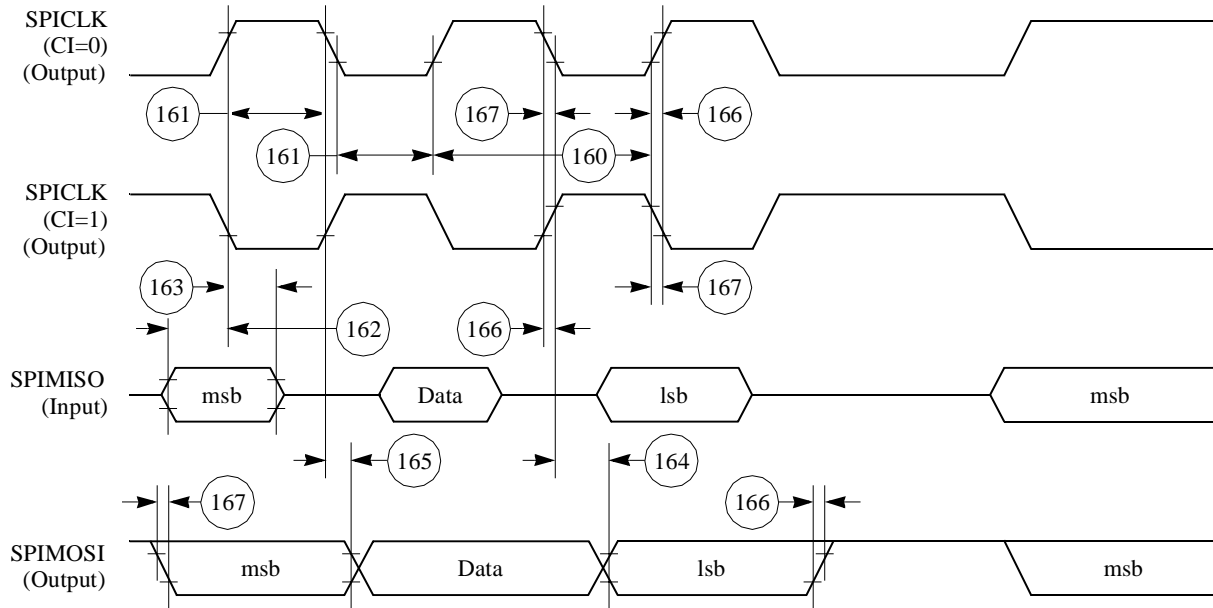 SPICLK
(CI=0)
(Output)
161
167
166
161
160
SPICLK
(CI=1)
(Output)
163
167
162
166
SPIMISO
(Input)
msb
Data
lsb
msb
165
164
167
166
SPIMOSI
(Output)
msb
Data
lsb
msb